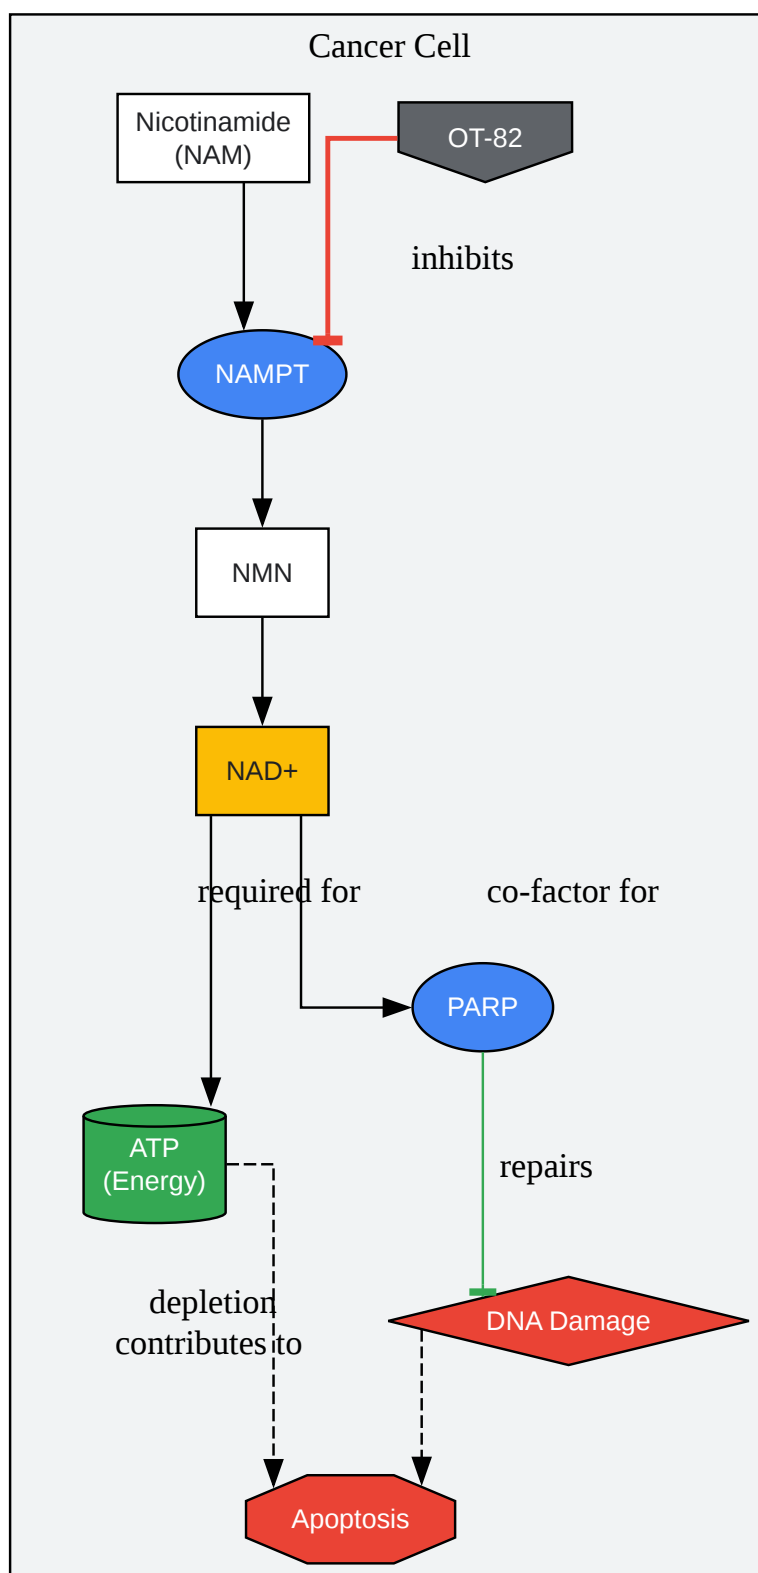 Cancer Cell
Nicotinamide
(NAM)
OT-82
inhibits
NAMPT
NMN
NAD+
required for
co-factor for
PARP
ATP
(Energy)
repairs
depletion
contributes to
DNA Damage
Apoptosis